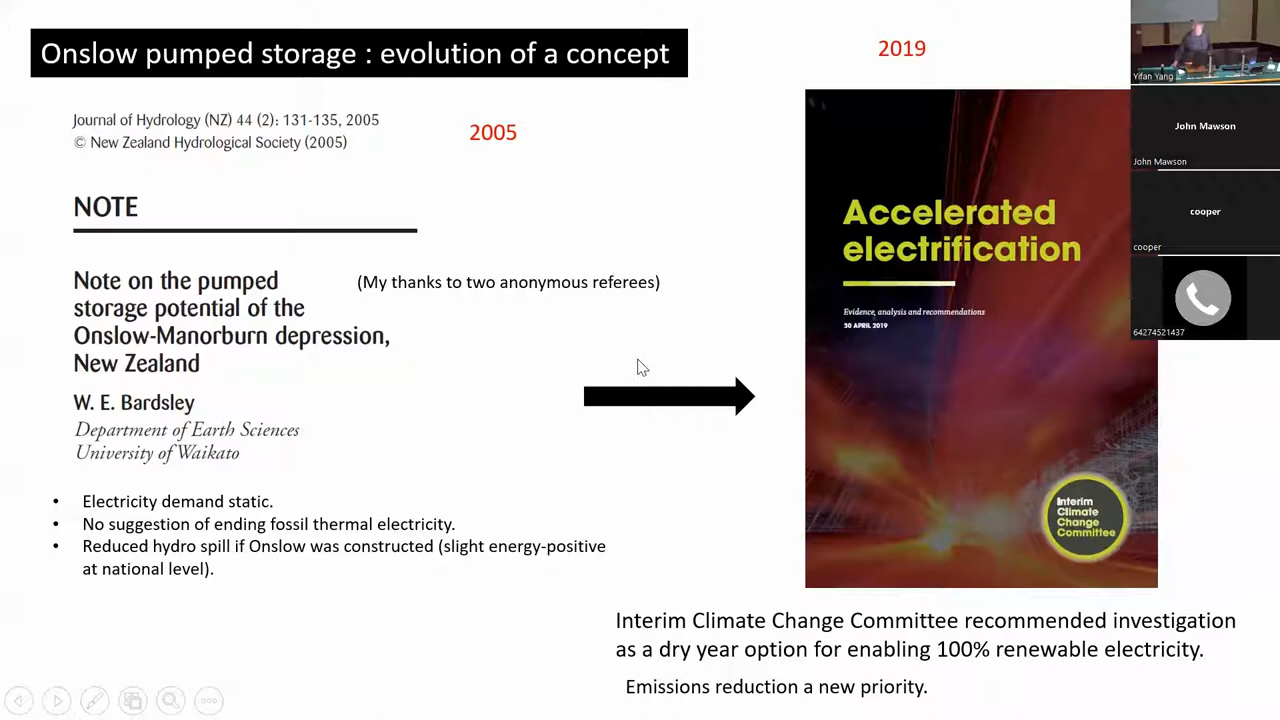 Onslow pumped storage : evolution of a concept
2019
Journal of Hydrology (NZ) 44 (2): 131-135, 2005
© New Zealand Hydrological Society (2005)
2005
NOTE
Note on the pumped
storage potential of the
Onslow-Manorburn depression,
New Zealand
(My thanks to two anonymous referees)
W. E. Bardsley
Department of Earth Sciences
University of Waikato
• Electricity demand static.
• No suggestion of ending fossil thermal electricity.
• Reduced hydro spill if Onslow was constructed (slight energy-positive
at national level).
Accelerated
electrification
Evidence, analysis and recommendations
30 APRIL 2019
Interim
Climate
Change
Committee
Interim Climate Change Committee recommended investigation
as a dry year option for enabling 100% renewable electricity.
Emissions reduction a new priority.
Yifan Yang
John Mawson
John Mawson
cooper
cooper
64274521437